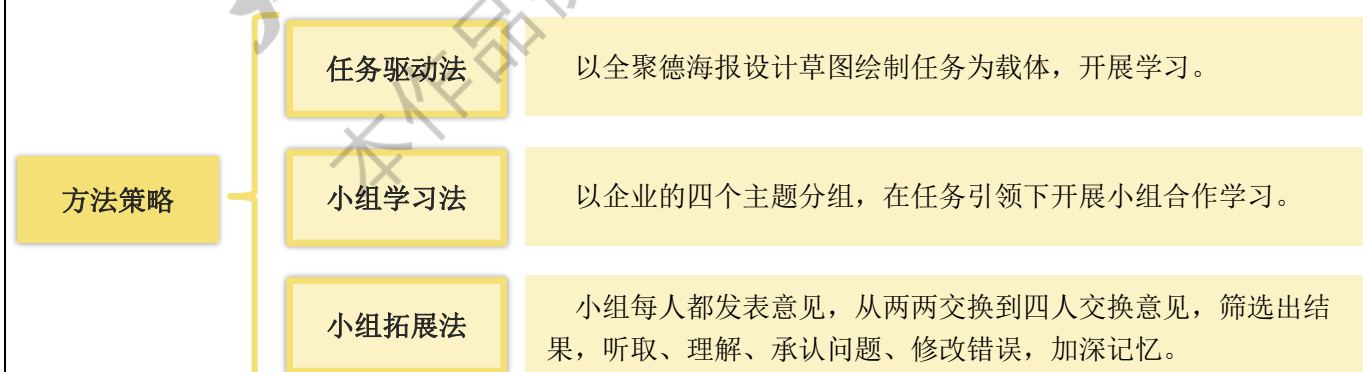 任务驱动法
以全聚德海报设计草图绘制任务为载体，开展学习。
方法策略
小组学习法
以企业的四个主题分组，在任务引领下开展小组合作学习。
小组拓展法
小组每人都发表意见，从两两交换到四人交换意见，筛选出结
果，听取、理解、承认问题、修改错误，加深记忆。
本作品